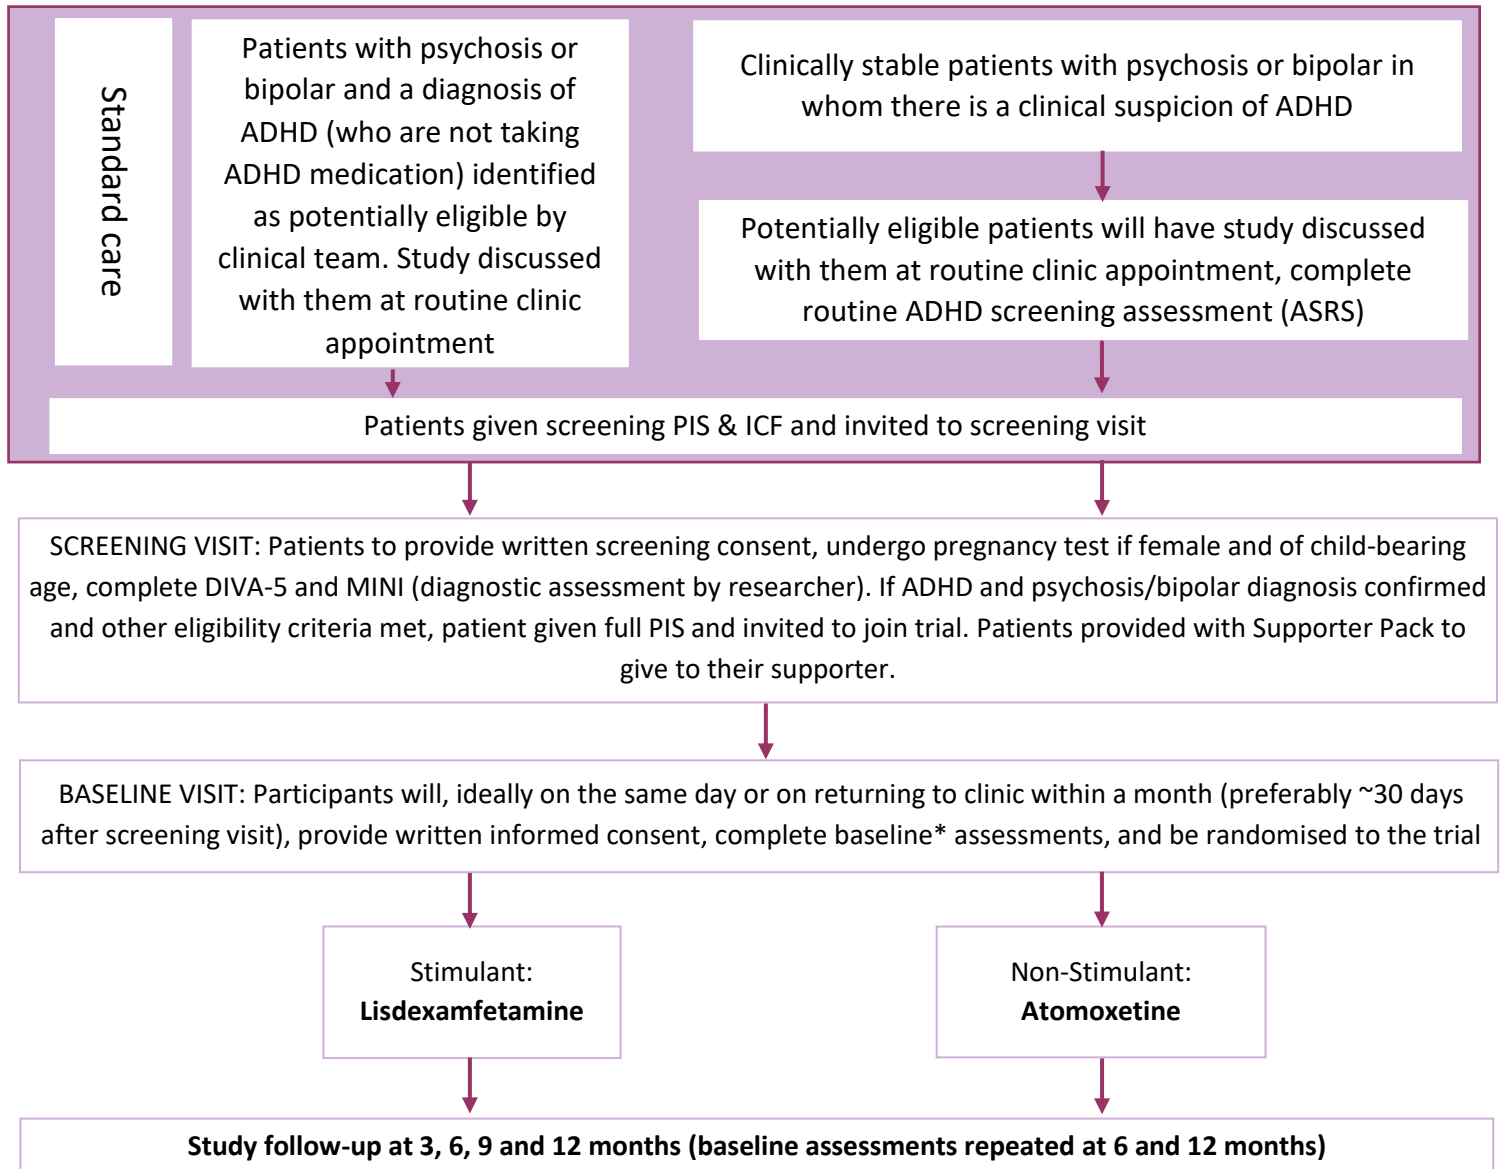 Standard care
Patients with psychosis or
bipolar and a diagnosis of
ADHD (who are not taking
ADHD medication) identified
as potentially eligible by
clinical team. Study discussed
with them at routine clinic
appointment
Clinically stable patients with psychosis or bipolar in
whom there is a clinical suspicion of ADHD
Potentially eligible patients will have study discussed
with them at routine clinic appointment, complete
routine ADHD screening assessment (ASRS)
Patients given screening PIS & ICF and invited to screening visit
SCREENING VISIT: Patients to provide written screening consent, undergo pregnancy test if female and of child-bearing
age, complete DIVA-5 and MINI (diagnostic assessment by researcher). If ADHD and psychosis/bipolar diagnosis confirmed
and other eligibility criteria met, patient given full PIS and invited to join trial. Patients provided with Supporter Pack to
give to their supporter.
BASELINE VISIT: Participants will, ideally on the same day or on returning to clinic within a month (preferably ~30 days
after screening visit), provide written informed consent, complete baseline* assessments, and be randomised to the trial
Stimulant:
Lisdexamfetamine
Non-Stimulant:
Atomoxetine
Study follow-up at 3, 6, 9 and 12 months (baseline assessments repeated at 6 and 12 months)